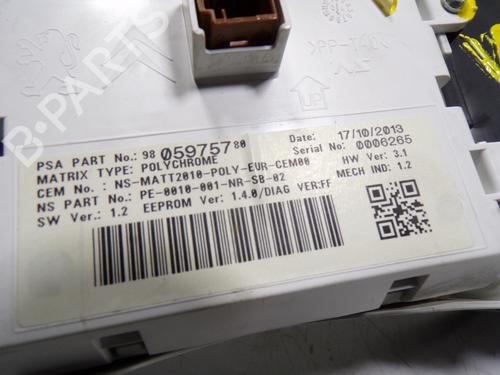 >PP-T40<
UP
PSA PART No.: 98 059757 80
Date: 17/10/2013
MATRIX TYPE: POLYCHROME
Serial No: 0006265
CEM No.: NS-MATT2010-POLY-EUR-CEM00
HW Ver: 3.1
NS PART No.: PE-0010-001-NR-SB-02
MECH IND: 1.2
SW Ver.: 1.2 EEPROM Ver: 1.4.0/DIAG VER:FF